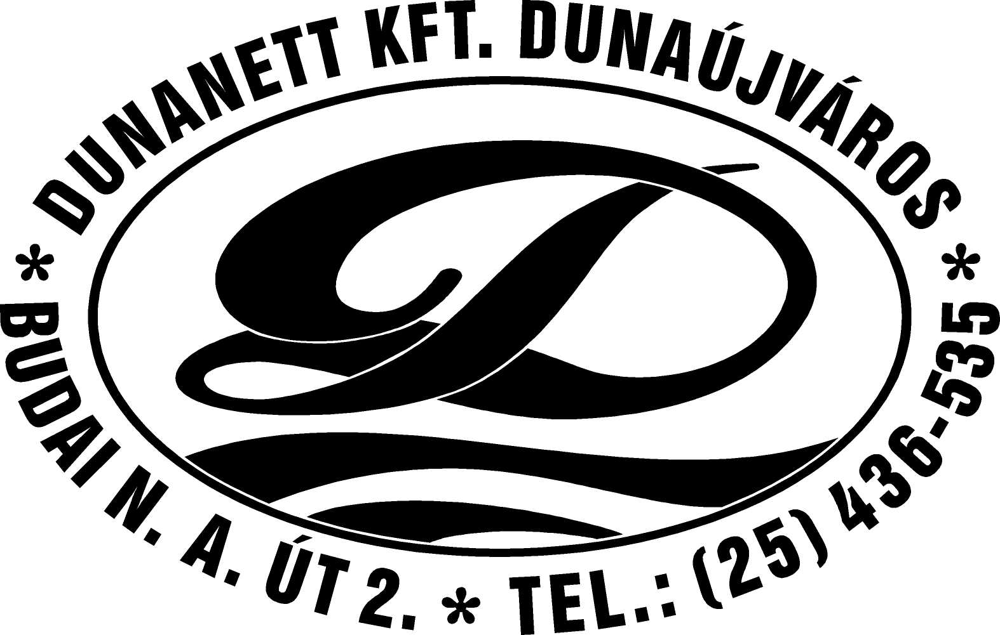 DUNANETT KFT. DUNAÚJVÁROS
* BUDAI N. A. ÚT 2. * TEL.: (25) 436-535 *
D